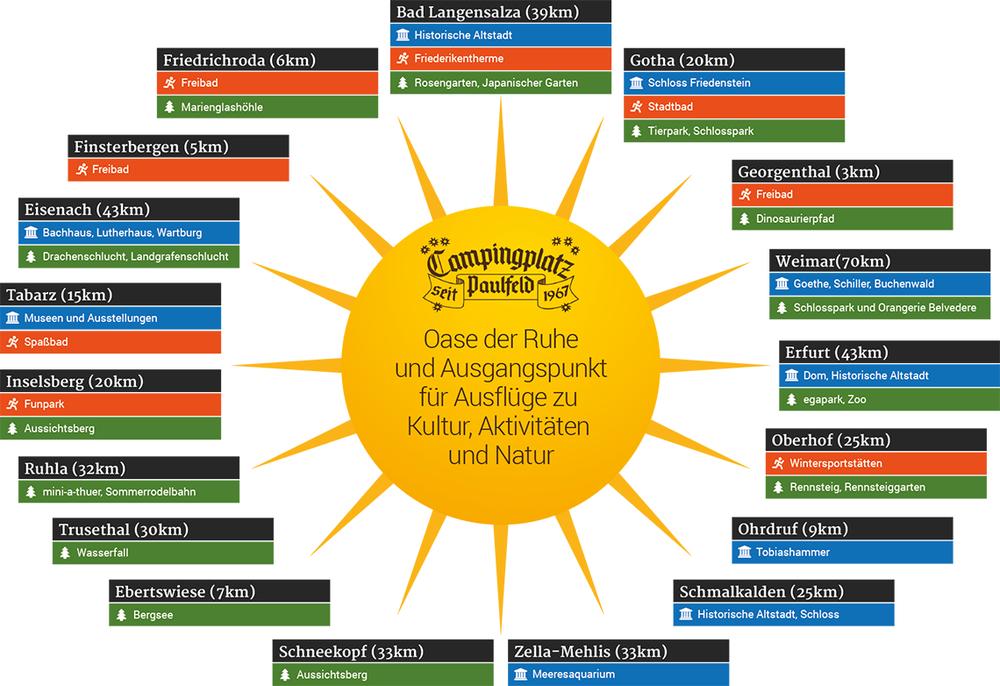 Bad Langensalza (39km)
Historische Altstadt
Friederikentherme
Rosengarten, Japanischer Garten
Friedrichroda (6km)
Freibad
Marienglashöhle
Gotha (20km)
Schloss Friedenstein
Stadtbad
Tierpark, Schlosspark
Finsterbergen (5km)
Freibad
Georgenthal (3km)
Freibad
Dinosaurierpfad
Eisenach (43km)
Bachhaus, Lutherhaus, Wartburg
Drachenschlucht, Landgrafenschlucht
Weimar(70km)
Goethe, Schiller, Buchenwald
Schlosspark und Orangerie Belvedere
Tabarz (15km)
Museen und Ausstellungen
Spaßbad
Erfurt (43km)
Dom, Historische Altstadt
egapark, Zoo
Inselsberg (20km)
Funpark
Aussichtsberg
Oberhof (25km)
Wintersportstätten
Rennsteig, Rennsteiggarten
Ruhla (32km)
mini-a-thuer, Sommerrodelbahn
Ohrdruf (9km)
Tobiashammer
Trusethal (30km)
Wasserfall
Schmalkalden (25km)
Historische Altstadt, Schloss
Ebertswiese (7km)
Bergsee
Schneekopf (33km)
Aussichtsberg
Zella-Mehlis (33km)
Meeresaquarium
Campingplatz
seit Paulfeld 1967
Oase der Ruhe
und Ausgangspunkt
für Ausflüge zu
Kultur, Aktivitäten
und Natur